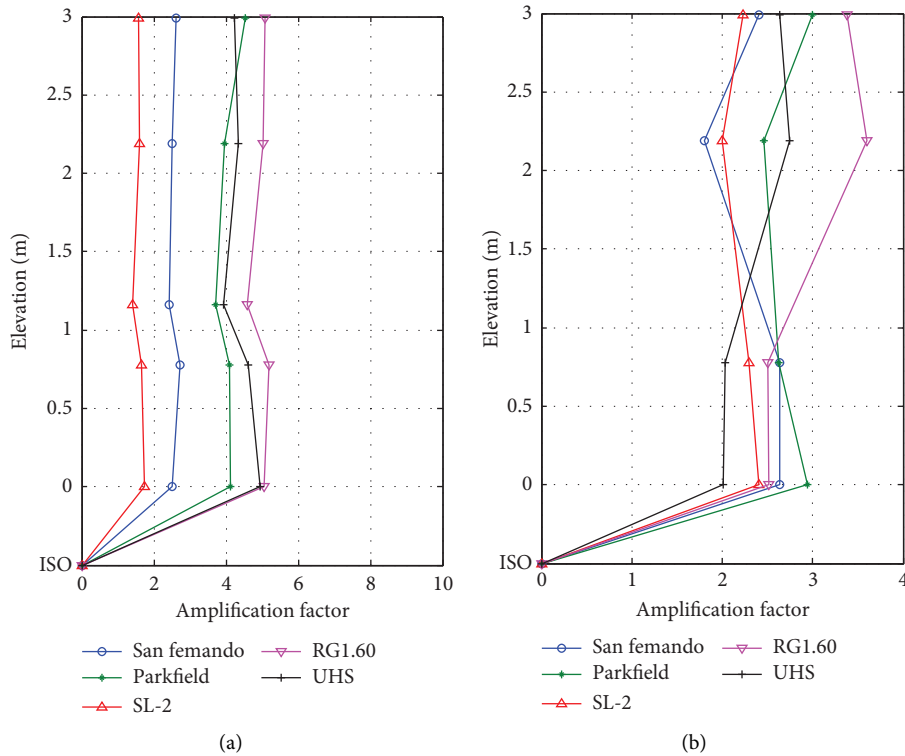 3
2.5
2
1.5
1
0.5
0
ISO
Elevation (m)
0 2 4 6 8 10
Amplification factor
San femando
Parkfield
SL-2
RG1.60
UHS
(a)
3
2.5
2
1.5
1
0.5
0
ISO
Elevation (m)
0 1 2 3 4
Amplification factor
San femando
Parkfield
SL-2
RG1.60
UHS
(b)